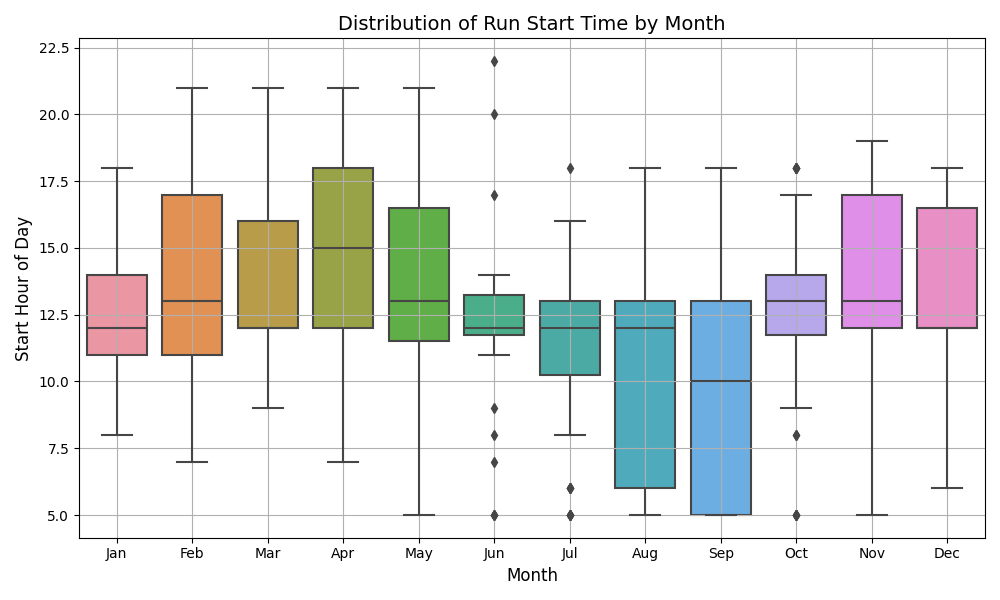 Distribution of Run Start Time by Month
Start Hour of Day
22.5
20.0
17.5
15.0
12.5
10.0
7.5
5.0
Jan Feb Mar Apr May Jun Jul Aug Sep Oct Nov Dec
Month